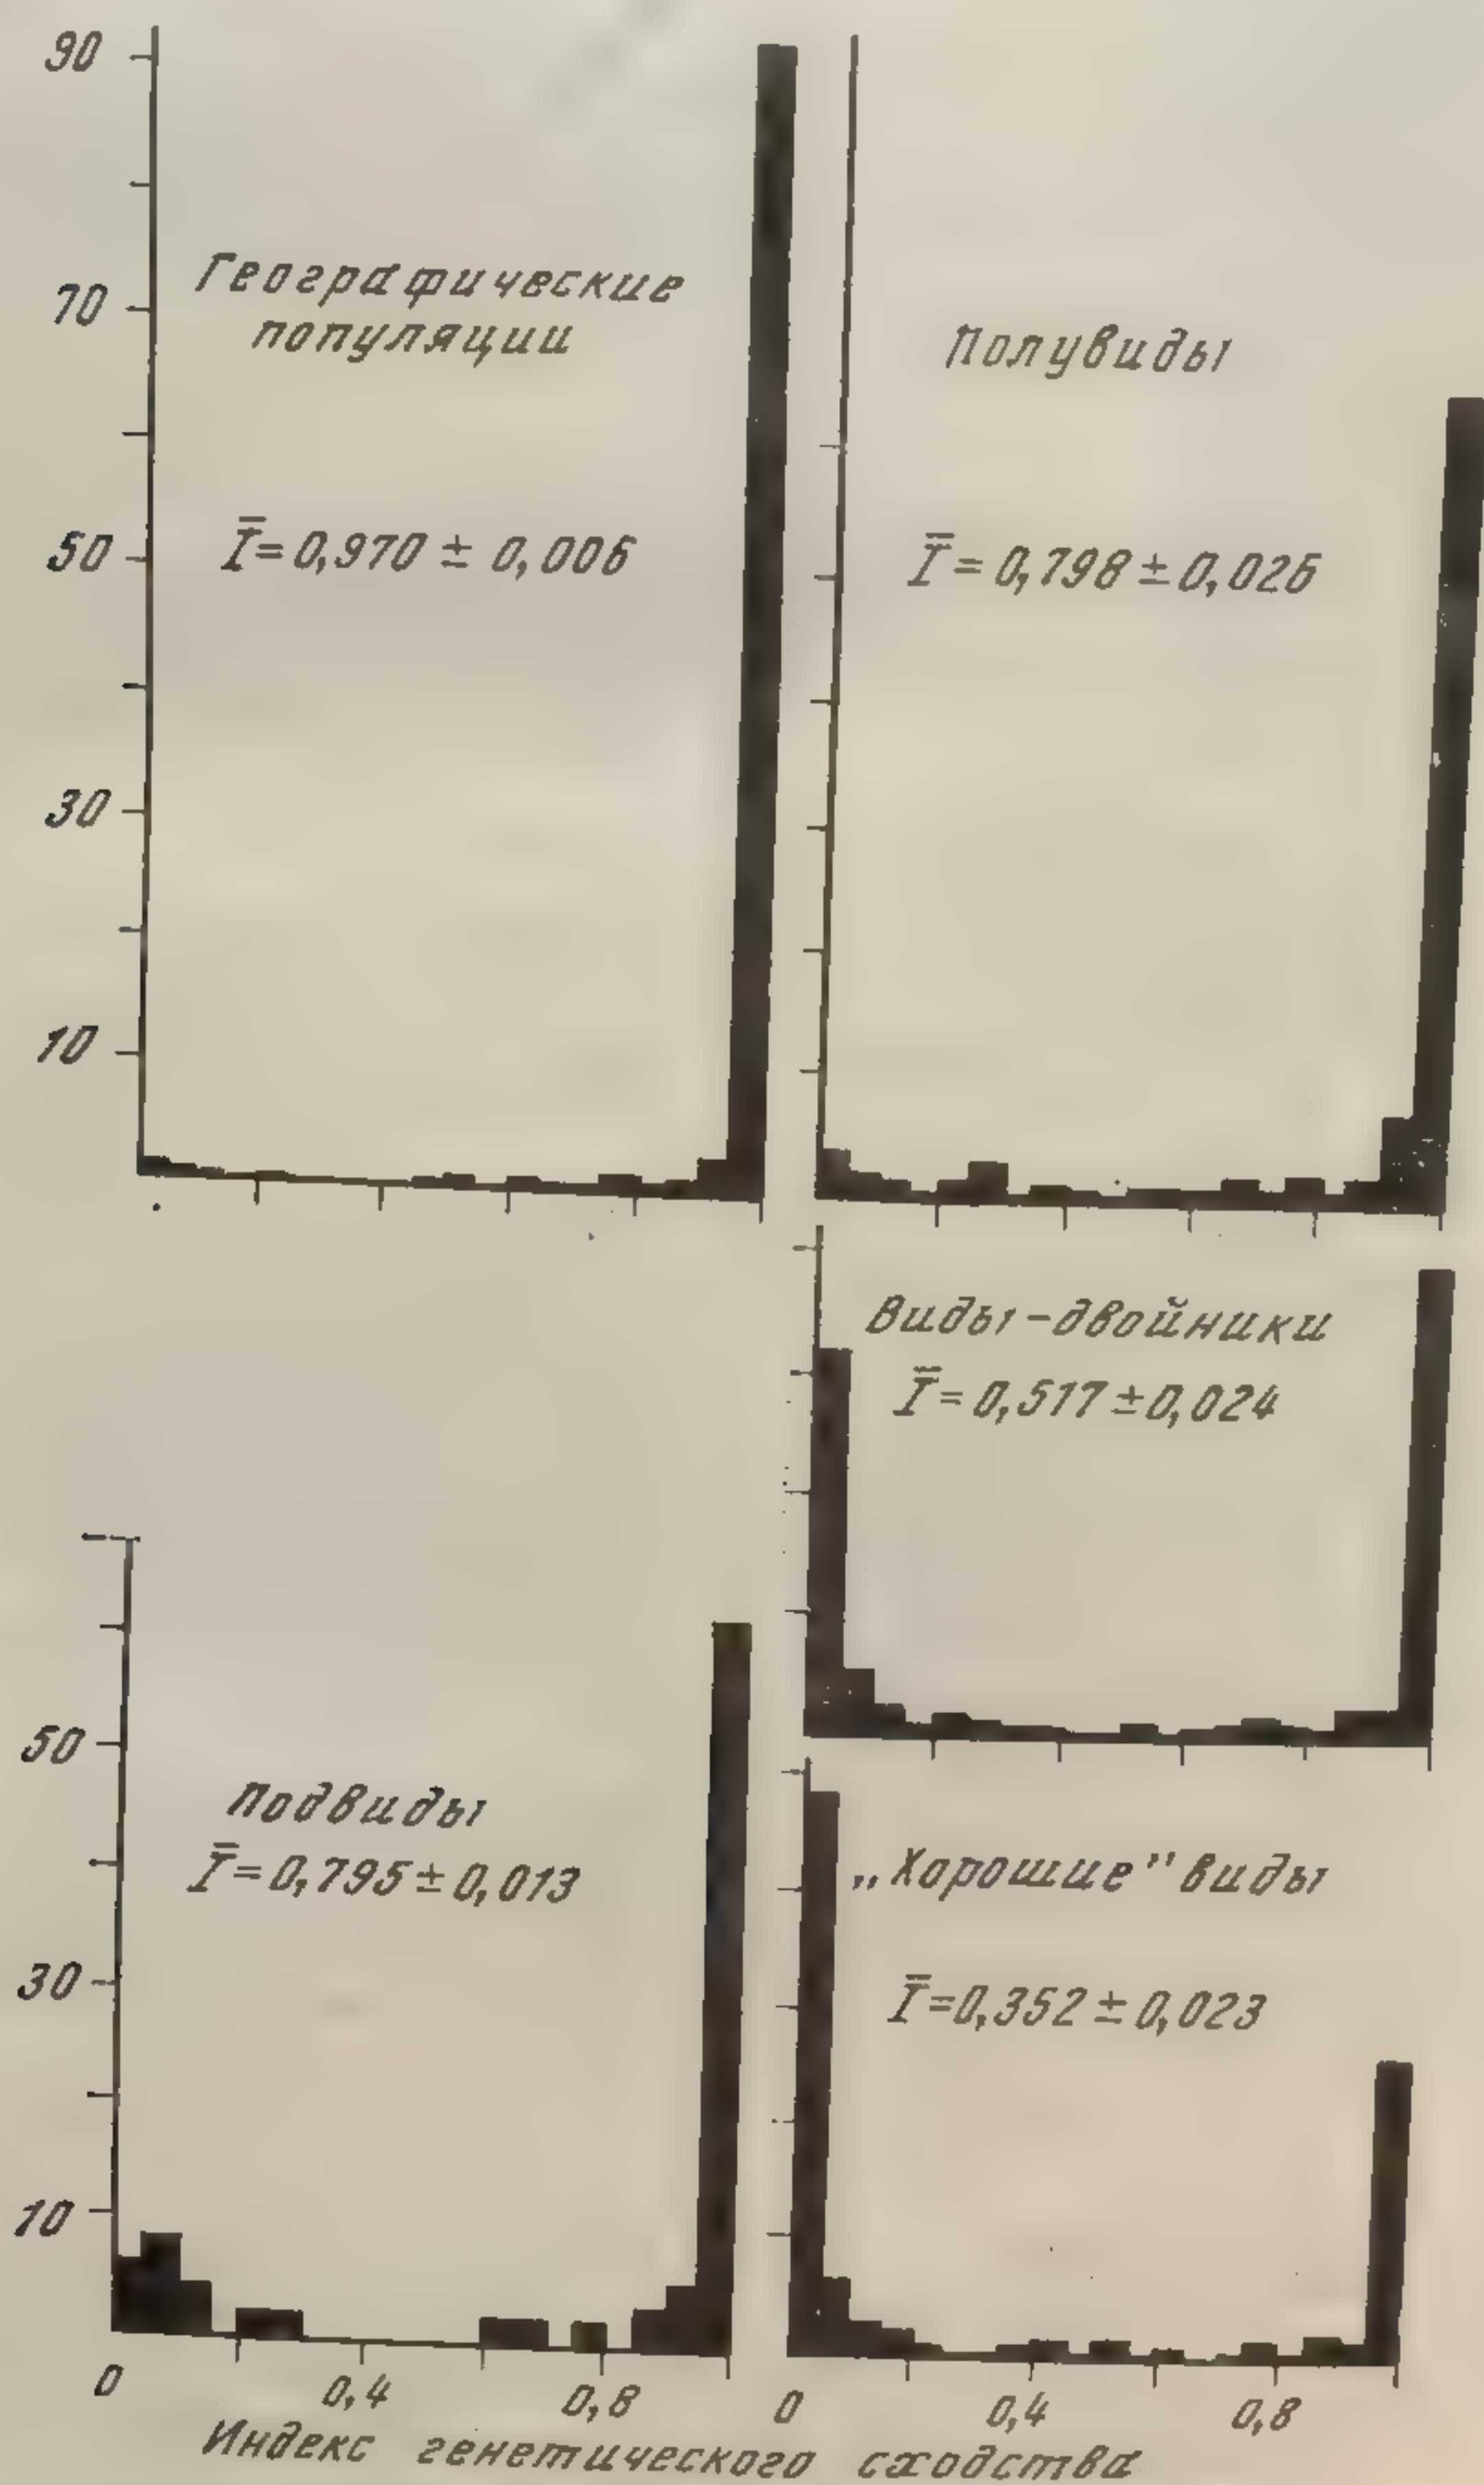 90
70
50
30
10
Географические
популяции
Ī=0,970 ± 0,006
Полувиды
Ī=0,798±0,026
Виды-двойники
Ī=0,517±0,024
50
30
10
Подвиды
Ī=0,795±0,013
„Хорошие" виды
Ī=0,352±0,023
0 0,4 0,8 0 0,4 0,8
Индекс генетического сходства